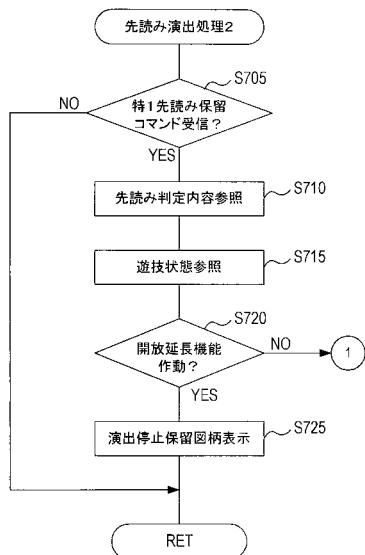 先読み演出処理2
S705
NO
特1先読み保留
コマンド受信?
YES
S710
先読み判定内容参照
S715
遊技状態参照
S720
開放延長機能
作動?
NO
1
YES
S725
演出停止保留図柄表示
RET